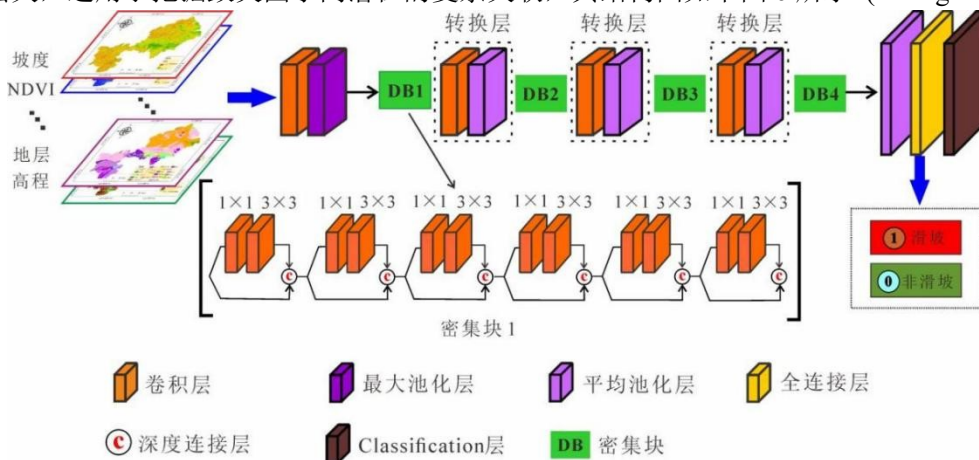 转换层 转换层 转换层
坡度
NDVI
地层
高程
DB1 DB2 DB3 DB4
1×1 3×3 1×1 3×3 1×1 3×3 1×1 3×3 1×1 3×3 1×1 3×3
c c c c c c
密集块1
1 滑坡
0 非滑坡
卷积层 最大池化层 平均池化层 全连接层
c 深度连接层 Classification层 DB 密集块